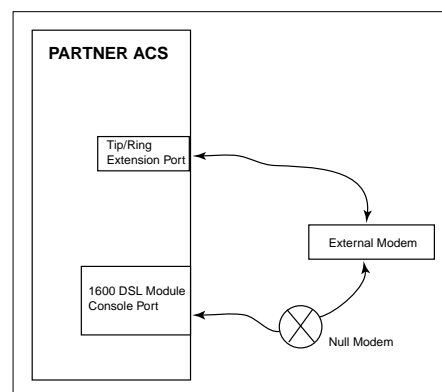 PARTNER ACS
Tip/Ring
Extension Port
External Modem
1600 DSL Module
Console Port
Null Modem